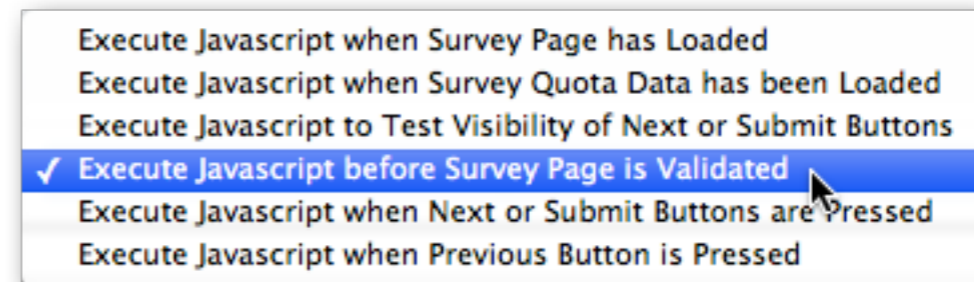 Execute Javascript when Survey Page has Loaded
Execute Javascript when Survey Quota Data has been Loaded
Execute Javascript to Test Visibility of Next or Submit Buttons
✓ Execute Javascript before Survey Page is Validated
Execute Javascript when Next or Submit Buttons are Pressed
Execute Javascript when Previous Button is Pressed